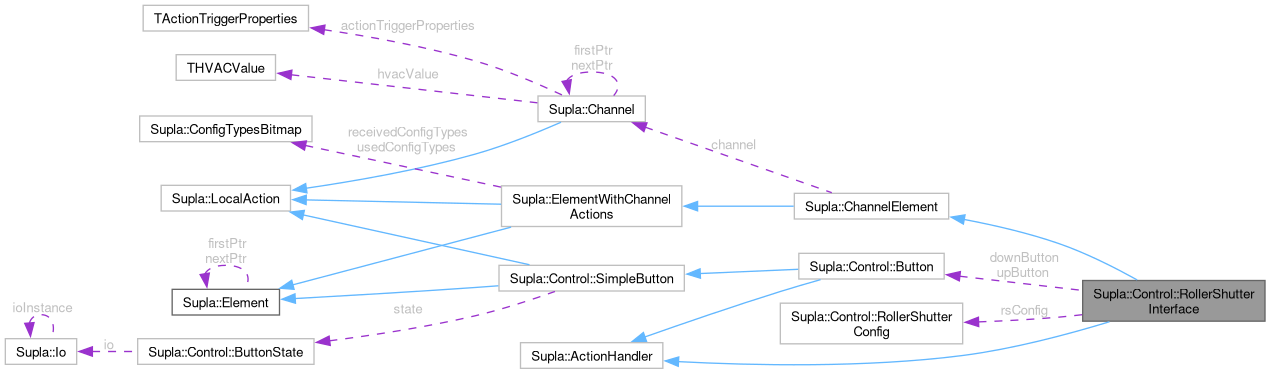 TActionTriggerProperties
actionTriggerProperties
firstPtr
nextPtr
THVACValue
hvacValue
Supla::Channel
Supla::ConfigTypesBitmap
receivedConfigTypes
usedConfigTypes
channel
Supla::LocalAction
Supla::ElementWithChannel
Actions
Supla::ChannelElement
firstPtr
nextPtr
Supla::Element
Supla::Control::SimpleButton
Supla::Control::Button
downButton
upButton
Supla::Control::RollerShutter
Interface
ioInstance
state
Supla::Control::RollerShutter
Config
rsConfig
Supla::Io
io
Supla::Control::ButtonState
Supla::ActionHandler